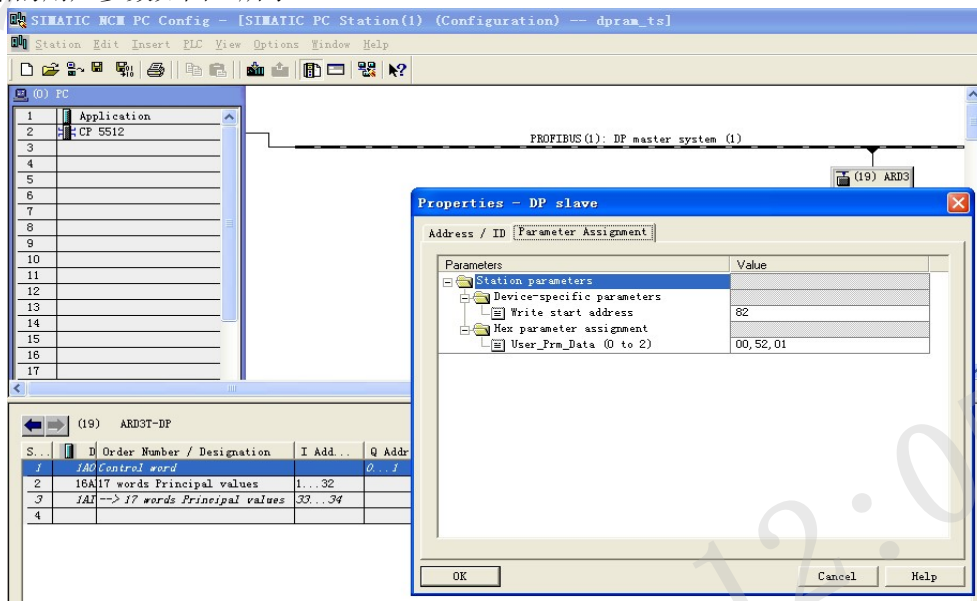 SIMATIC NCM PC Config - [SIMATIC PC Station(1) (Configuration) -- dpram_ts]
Station Edit Insert PLC View Options Window Help
(0) PC
1 Application
2 CP 5512
3
4
5
6
7
8
9
10
11
12
13
14
15
16
17
PROFIBUS(1): DP master system (1)
(19) ARD3
Properties - DP slave
Address / ID Parameter Assignment
Parameters Value
Station parameters
Device-specific parameters
Write start address 82
Hex parameter assignment
User_Prm_Data (0 to 2) 00,52,01
OK Cancel Help
(19) ARD3T-DP
S... D Order Number / Designation I Add... Q Addr
1 1AO Control word 0...1
2 16A 17 words Principal values 1...32
3 1AI --> 17 words Principal values 33...34
4